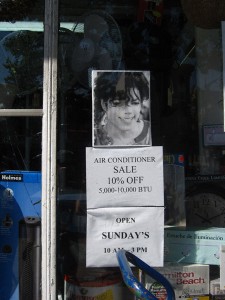 Holmes
AIR CONDITIONER
SALE
10% OFF
5,000-10,000 BTU
OPEN
SUNDAY'S
10 AM - 3 PM
Hamilton
Beach